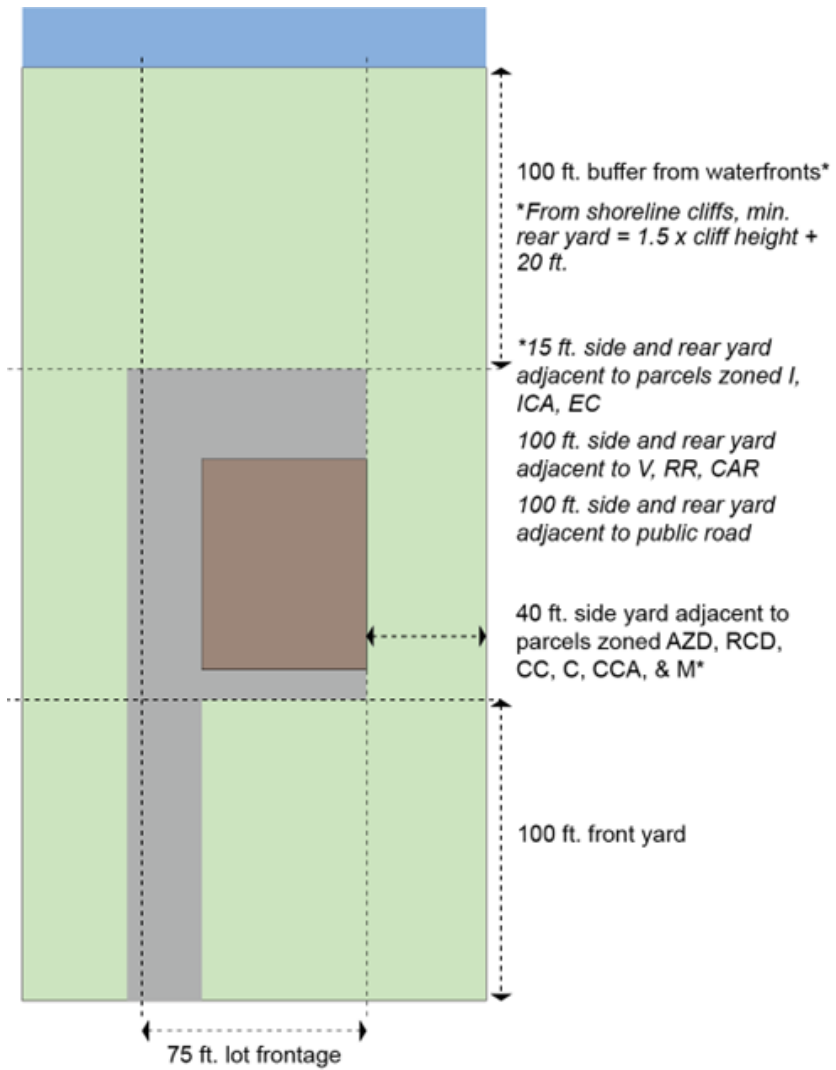 100 ft. buffer from waterfronts*
*From shoreline cliffs, min.
rear yard = 1.5 x cliff height +
20 ft.
*15 ft. side and rear yard
adjacent to parcels zoned I,
ICA, EC
100 ft. side and rear yard
adjacent to V, RR, CAR
100 ft. side and rear yard
adjacent to public road
40 ft. side yard adjacent to
parcels zoned AZD, RCD,
CC, C, CCA, & M*
100 ft. front yard
75 ft. lot frontage